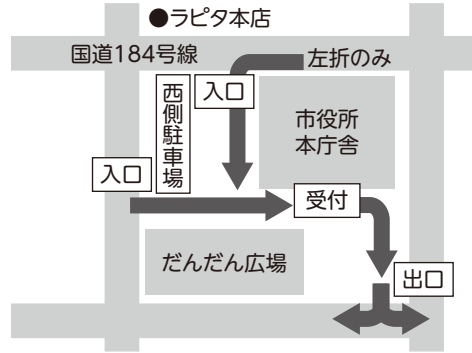 ●ラピタ本店
国道184号線
左折のみ
入口
西側駐車場
市役所
本庁舎
入口
受付
だんだん広場
出口